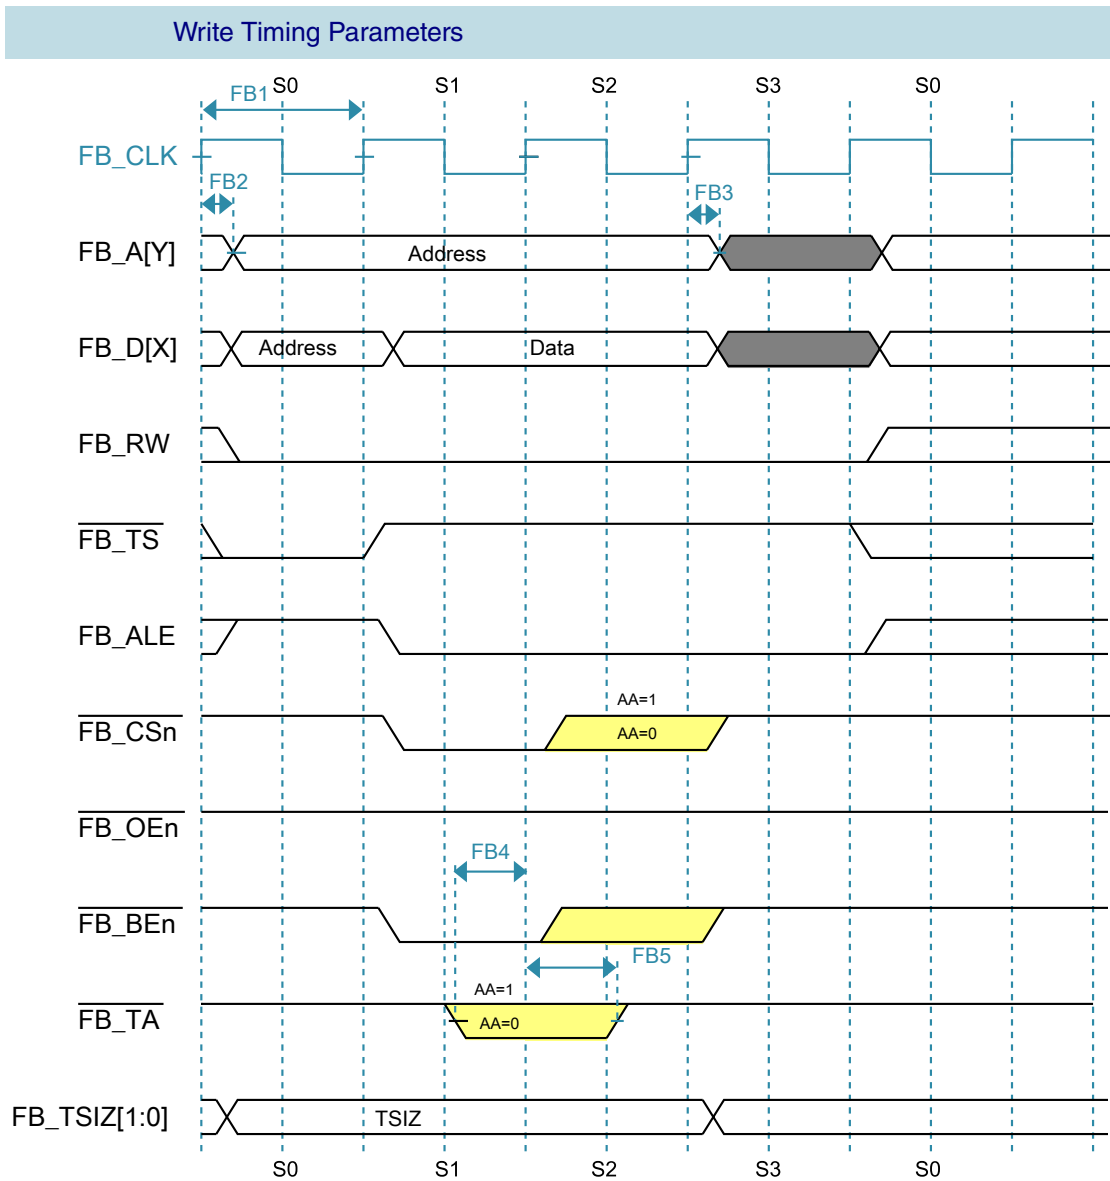 Write Timing Parameters
S0 S1 S2 S3 S0
FB1
FB_CLK
FB2 FB3
FB_A[Y] Address
FB_D[X] Address Data
FB_RW
FB_TS
FB_ALE
AA=1
FB_CSn AA=0
FB_OEn
FB4
FB_BEn
FB5
AA=1
FB_TA AA=0
FB_TSIZ[1:0] TSIZ
S0 S1 S2 S3 S0